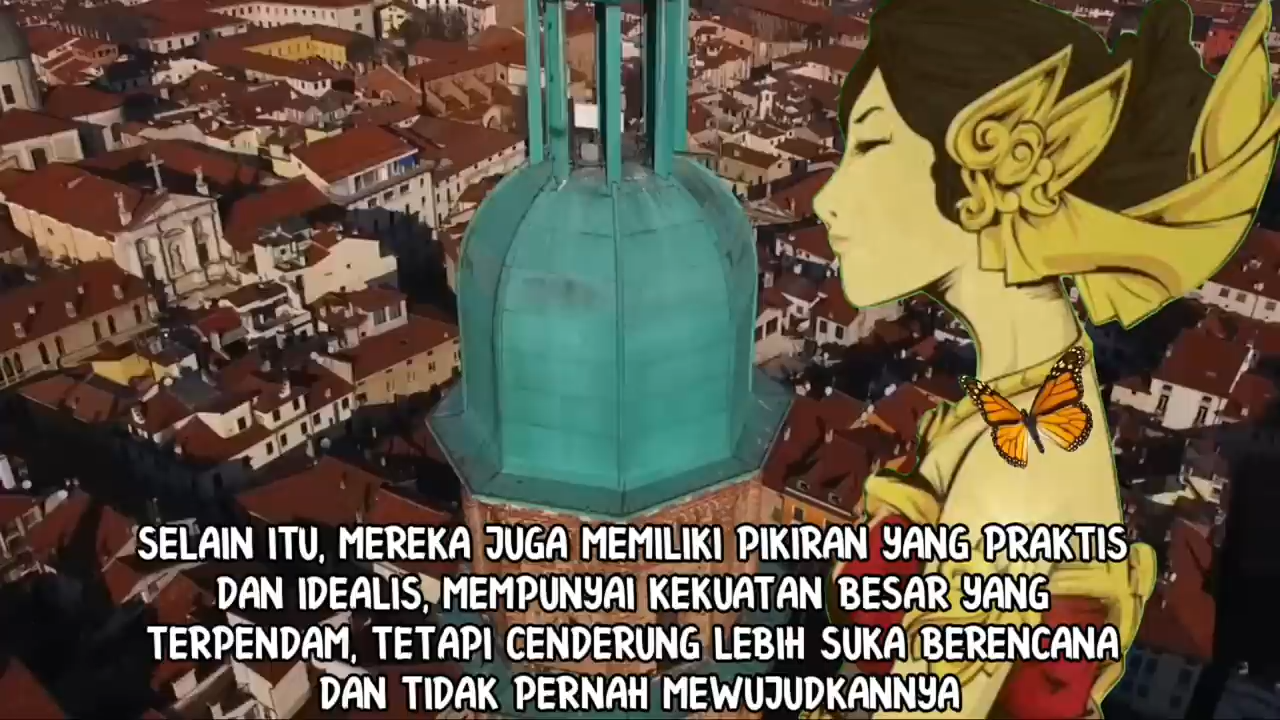 SELAIN ITU, MEREKA JUGA MEMILIKI PIKIRAN YANG PRAKTIS
DAN IDEALIS, MEMPUNYAI KEKUATAN BESAR YANG
TERPENDAM, TETAPI CENDERUNG LEBIH SUKA BERENCANA
DAN TIDAK PERNAH MEWUJUDKANNYA